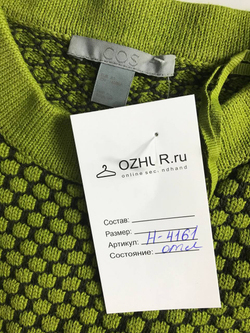 COS
OZHUR.ru
online sec. ndhand
Состав:
Размер:
Артикул: H-4161
Состояние: отл